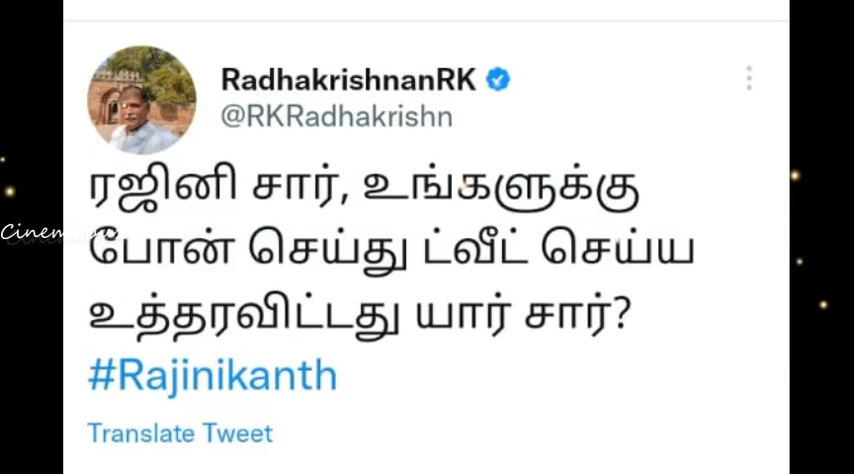 RadhakrishnanRK
@RKRadhakrishn
ரஜினி சார், உங்களுக்கு
போன் செய்து ட்வீட் செய்ய
உத்தரவிட்டது யார் சார்?
#Rajinikanth
Translate Tweet